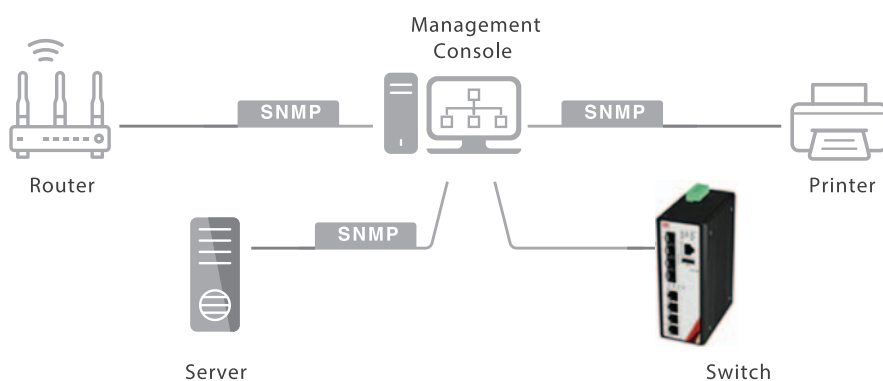 Management
Console
SNMP
SNMP
Router
Printer
SNMP
Server
Switch